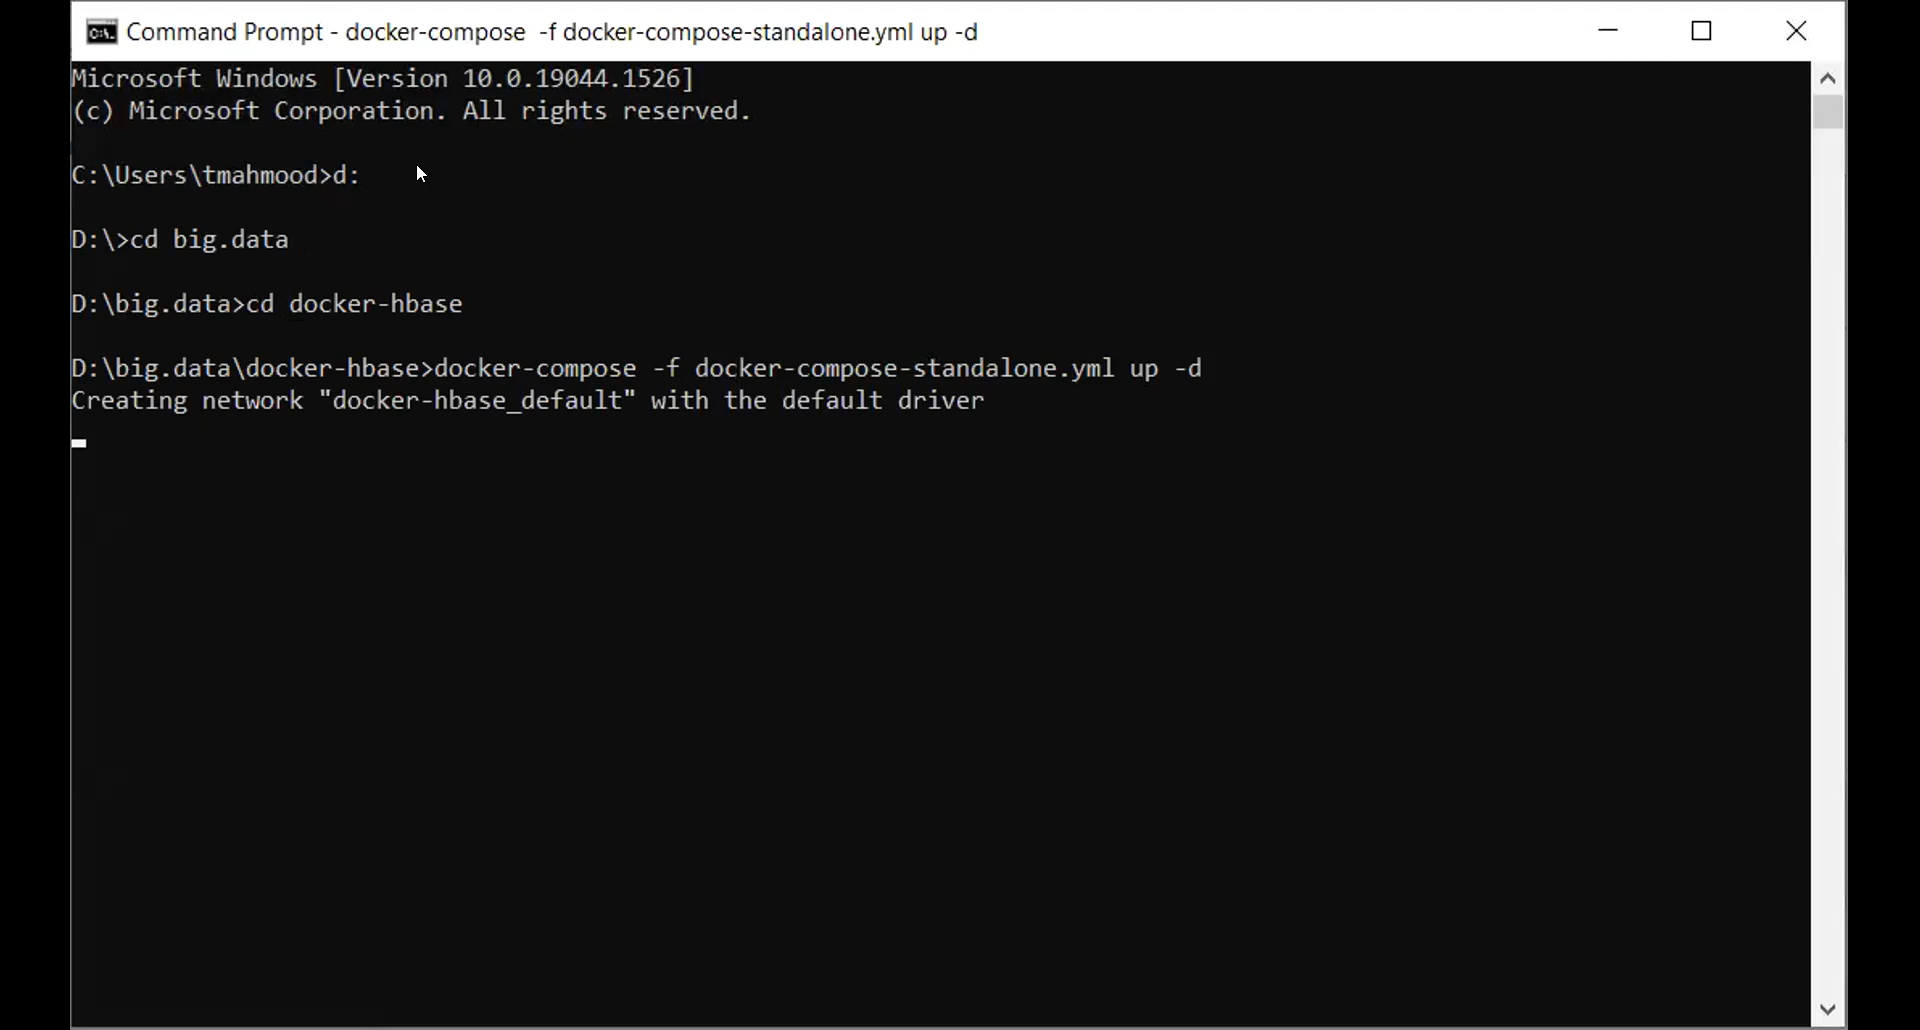 Command Prompt - docker-compose  -f docker-compose-standalone.yml up -d
Microsoft Windows [Version 10.0.19044.1526]
(c) Microsoft Corporation. All rights reserved.
C:\Users\tmahmood>d:
D:\>cd big.data
D:\big.data>cd docker-hbase
D:\big.data\docker-hbase>docker-compose -f docker-compose-standalone.yml up -d
Creating network "docker-hbase_default" with the default driver